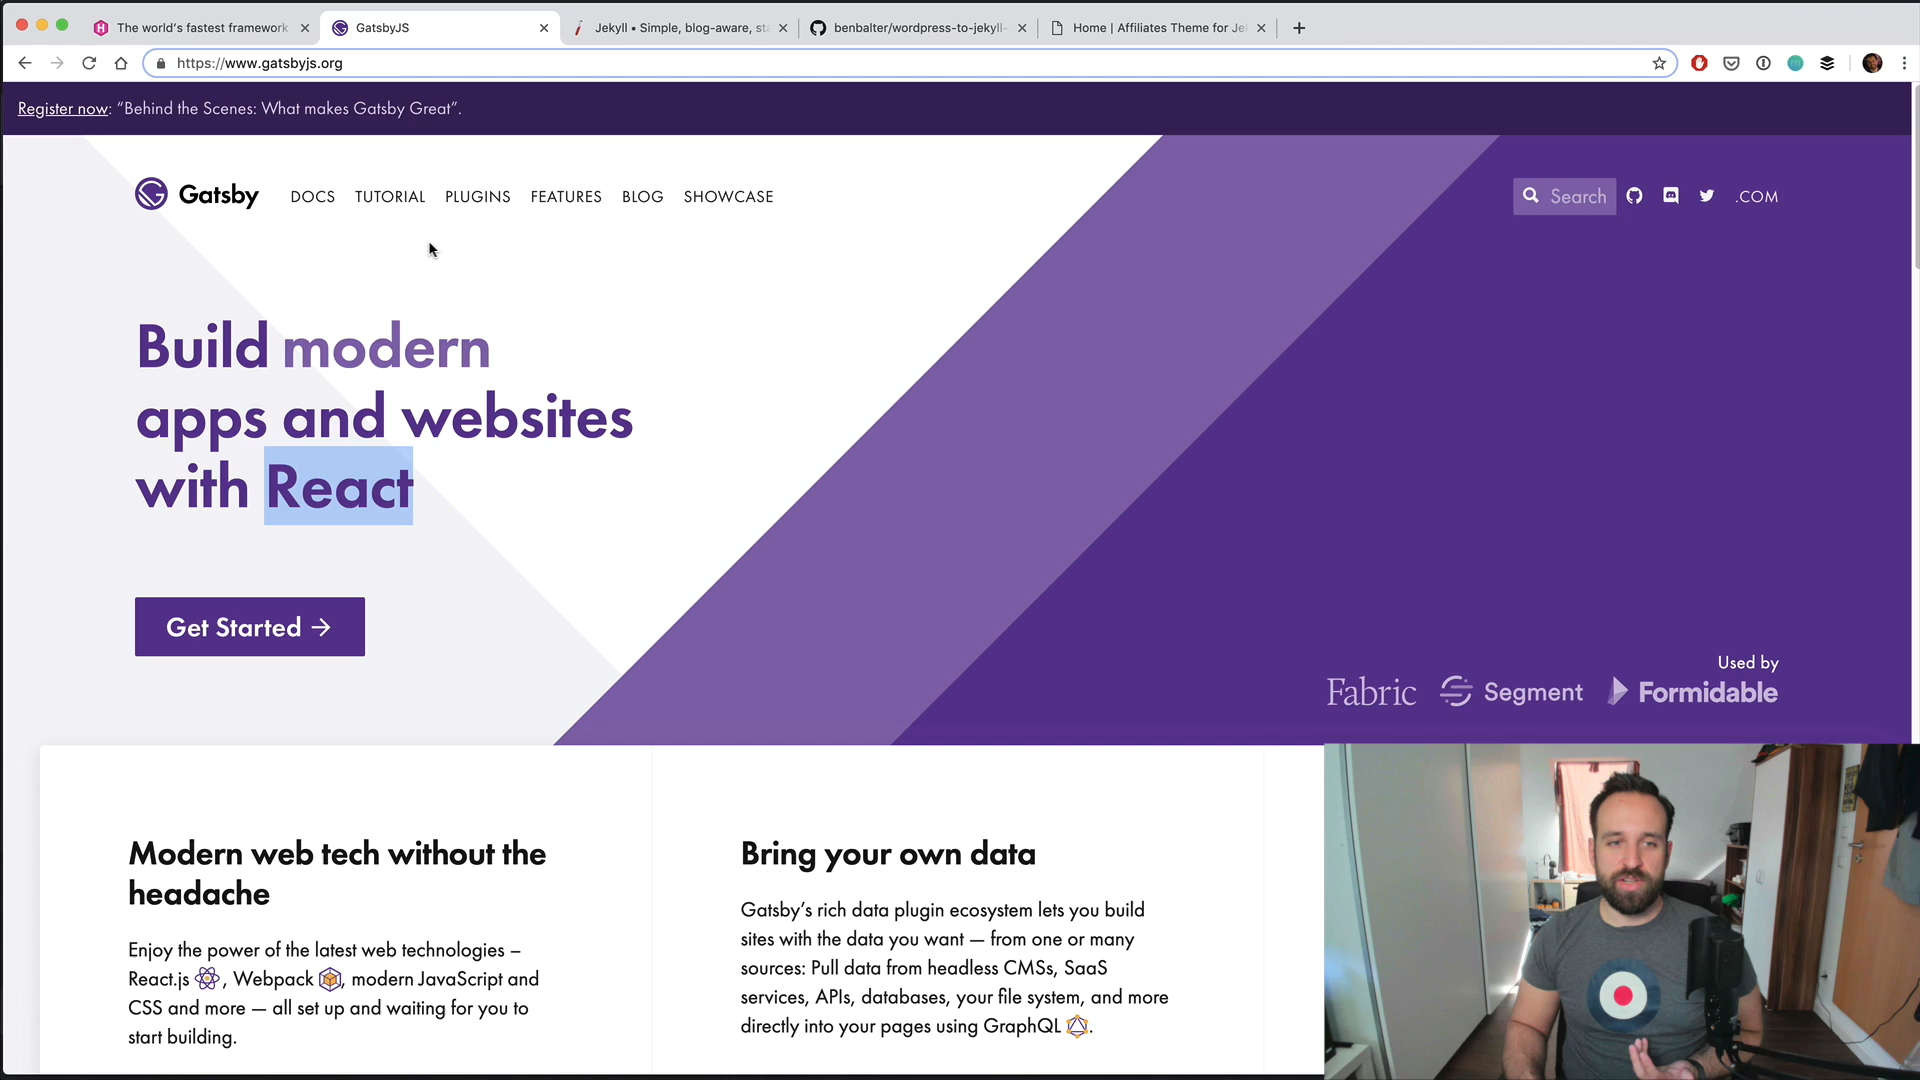 The world's fastest framework
GatsbyJS
Jekyll • Simple, blog-aware, sta
benbalter/wordpress-to-jekyll-
Home | Affiliates Theme for Je
https://www.gatsbyjs.org
Register now: “Behind the Scenes: What makes Gatsby Great”.
Gatsby
DOCS
TUTORIAL
PLUGINS
FEATURES
BLOG
SHOWCASE
Search
.COM
Build modern
apps and websites
with React
Get Started →
Used by
Fabric
Segment
Formidable
Modern web tech without the
headache
Enjoy the power of the latest web technologies –
React.js , Webpack , modern JavaScript and
CSS and more — all set up and waiting for you to
start building.
Bring your own data
Gatsby’s rich data plugin ecosystem lets you build
sites with the data you want — from one or many
sources: Pull data from headless CMSs, SaaS
services, APIs, databases, your file system, and more
directly into your pages using GraphQL .